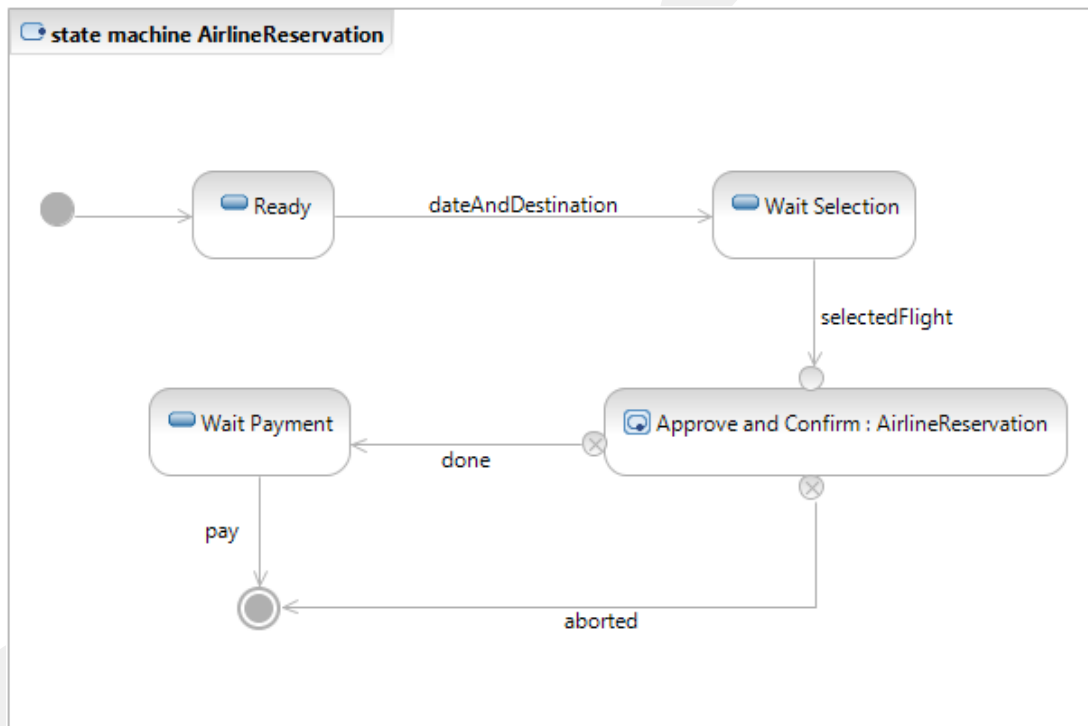 state machine AirlineReservation
Ready
dateAndDestination
Wait Selection
selectedFlight
Wait Payment
Approve and Confirm : AirlineReservation
done
pay
aborted